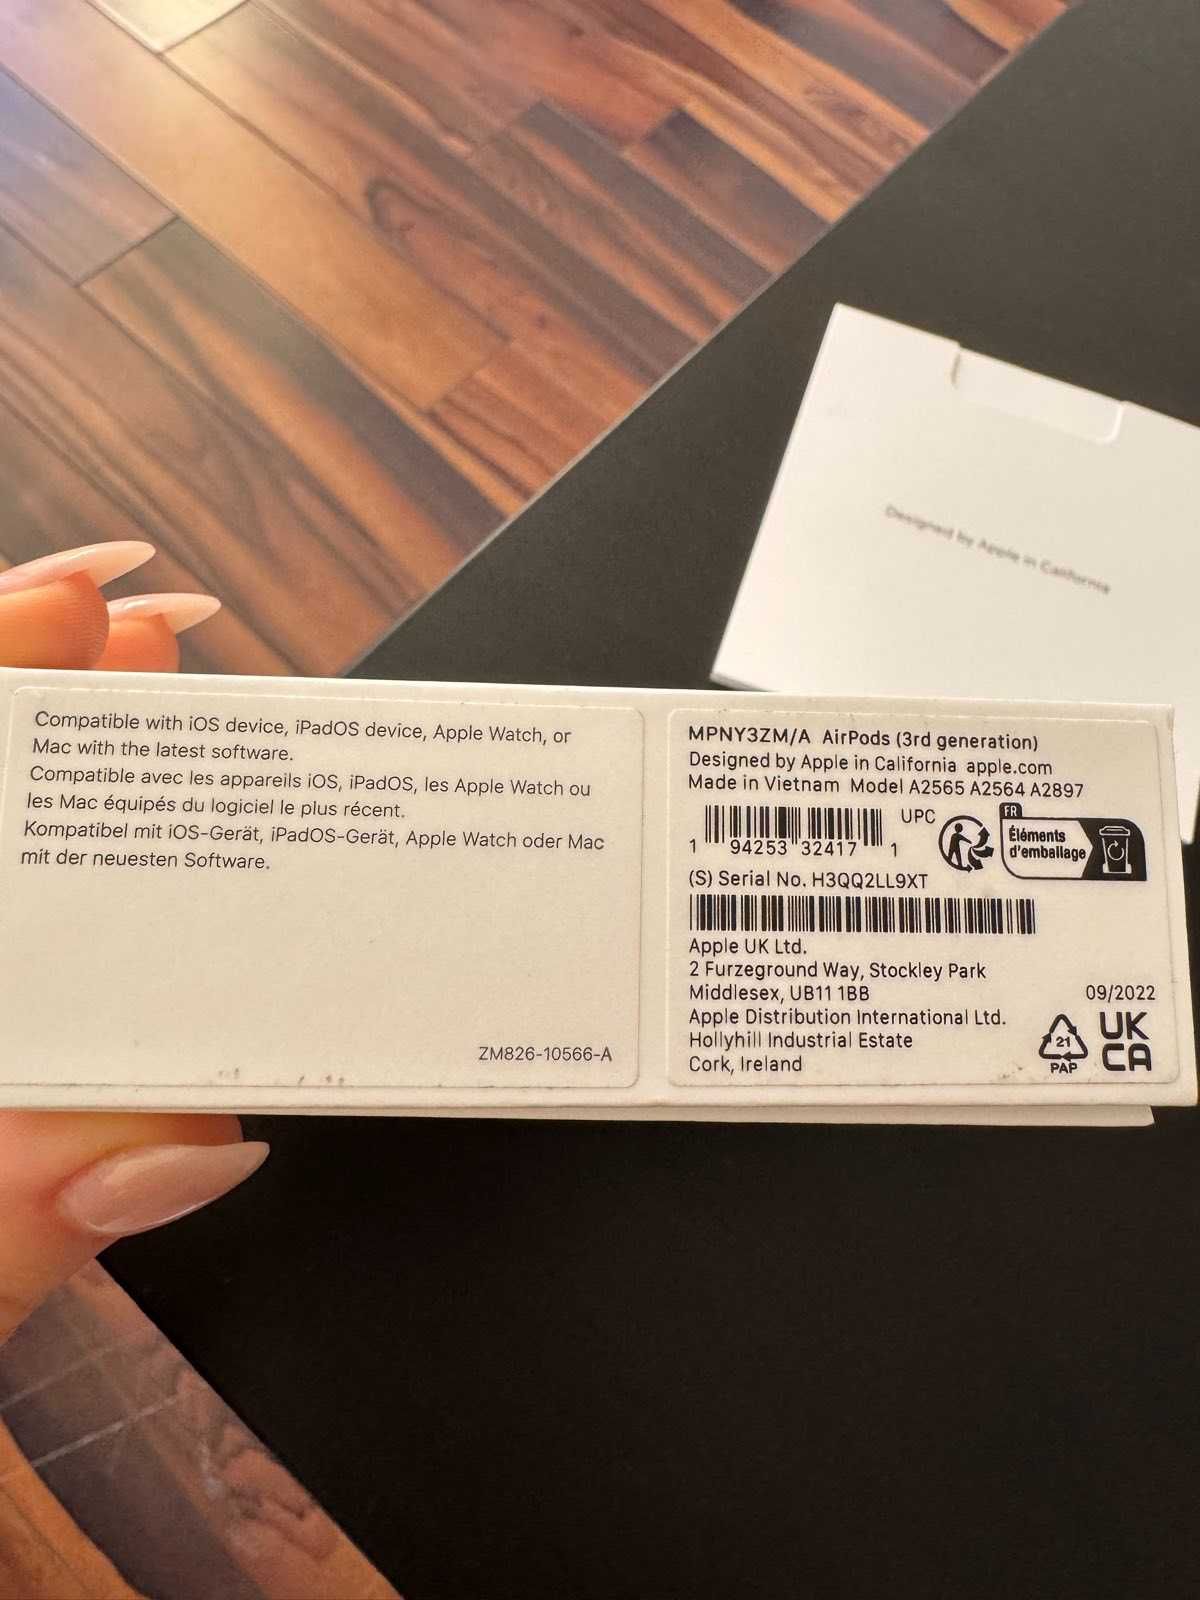 Designed by Apple in California
Compatible with iOS device, iPadOS device, Apple Watch, or
Mac with the latest software.
Compatible avec les appareils iOS, iPadOS, les Apple Watch ou
les Mac équipés du logiciel le plus récent.
Kompatibel mit iOS-Gerät, iPadOS-Gerät, Apple Watch oder Mac
mit der neuesten Software.
ZM826-10566-A
MPNY3ZM/A AirPods (3rd generation)
Designed by Apple in California apple.com
Made in Vietnam Model A2565 A2564 A2897
UPC
1 94253 32417 1
FR
Éléments
d'emballage
(S) Serial No. H3QQ2LL9XT
Apple UK Ltd.
2 Furzeground Way, Stockley Park
Middlesex, UB11 1BB
09/2022
Apple Distribution International Ltd.
Hollyhill Industrial Estate
Cork, Ireland
21
PAP
UK
CA